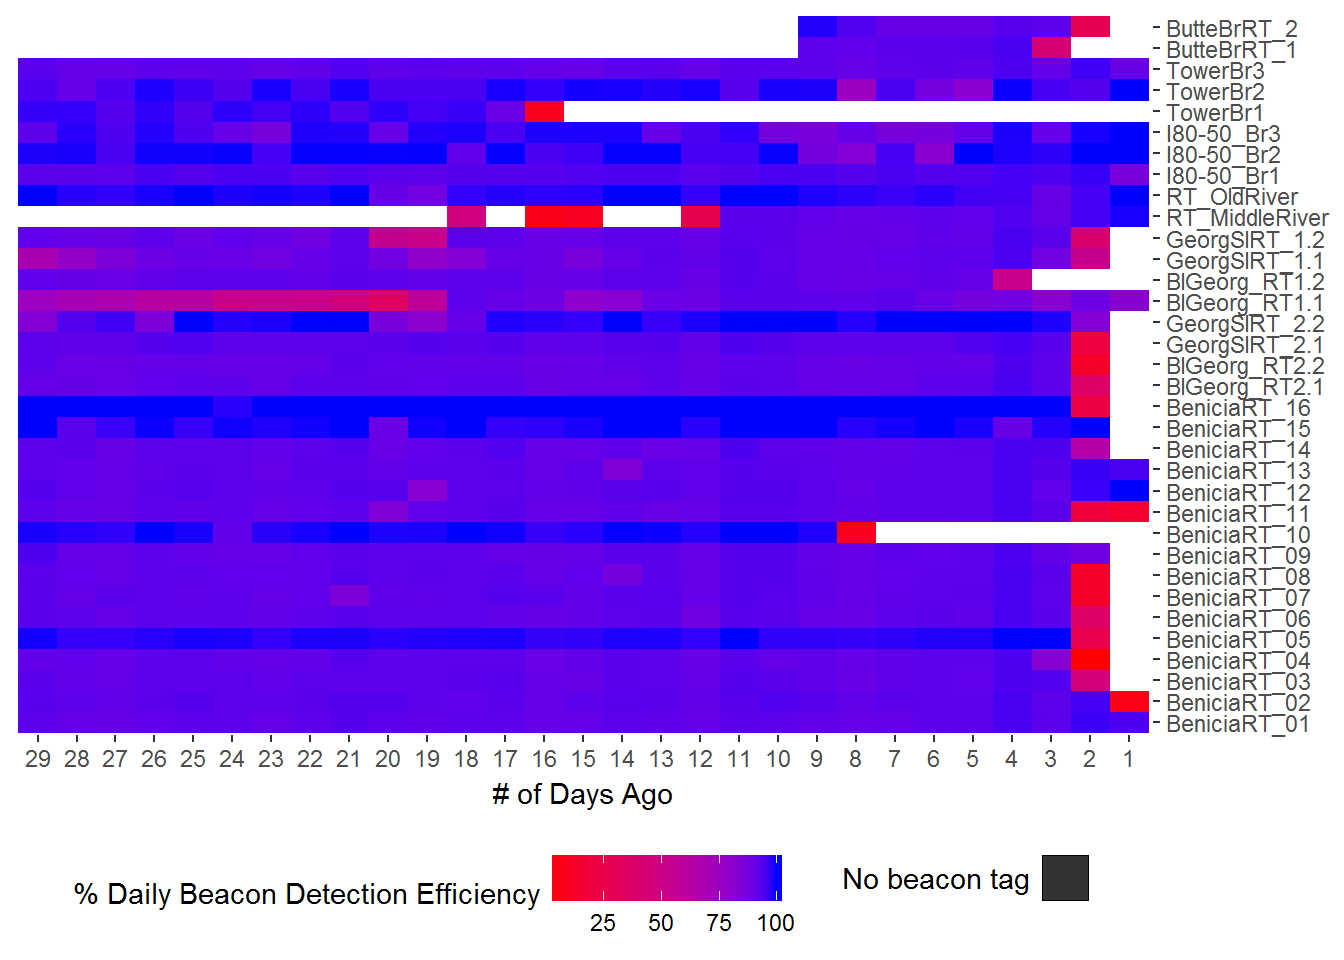 ButteBrRT_2
ButteBrRT_1
TowerBr3
TowerBr2
TowerBr1
I80-50_Br3
I80-50_Br2
I80-50_Br1
RT_OldRiver
RT_MiddleRiver
GeorgSlRT_1.2
GeorgSlRT_1.1
BlGeorg_RT1.2
BlGeorg_RT1.1
GeorgSlRT_2.2
GeorgSlRT_2.1
BlGeorg_RT2.2
BlGeorg_RT2.1
BeniciaRT_16
BeniciaRT_15
BeniciaRT_14
BeniciaRT_13
BeniciaRT_12
BeniciaRT_11
BeniciaRT_10
BeniciaRT_09
BeniciaRT_08
BeniciaRT_07
BeniciaRT_06
BeniciaRT_05
BeniciaRT_04
BeniciaRT_03
BeniciaRT_02
BeniciaRT_01
29 28 27 26 25 24 23 22 21 20 19 18 17 16 15 14 13 12 11 10 9 8 7 6 5 4 3 2 1
# of Days Ago
% Daily Beacon Detection Efficiency
25 50 75 100
No beacon tag